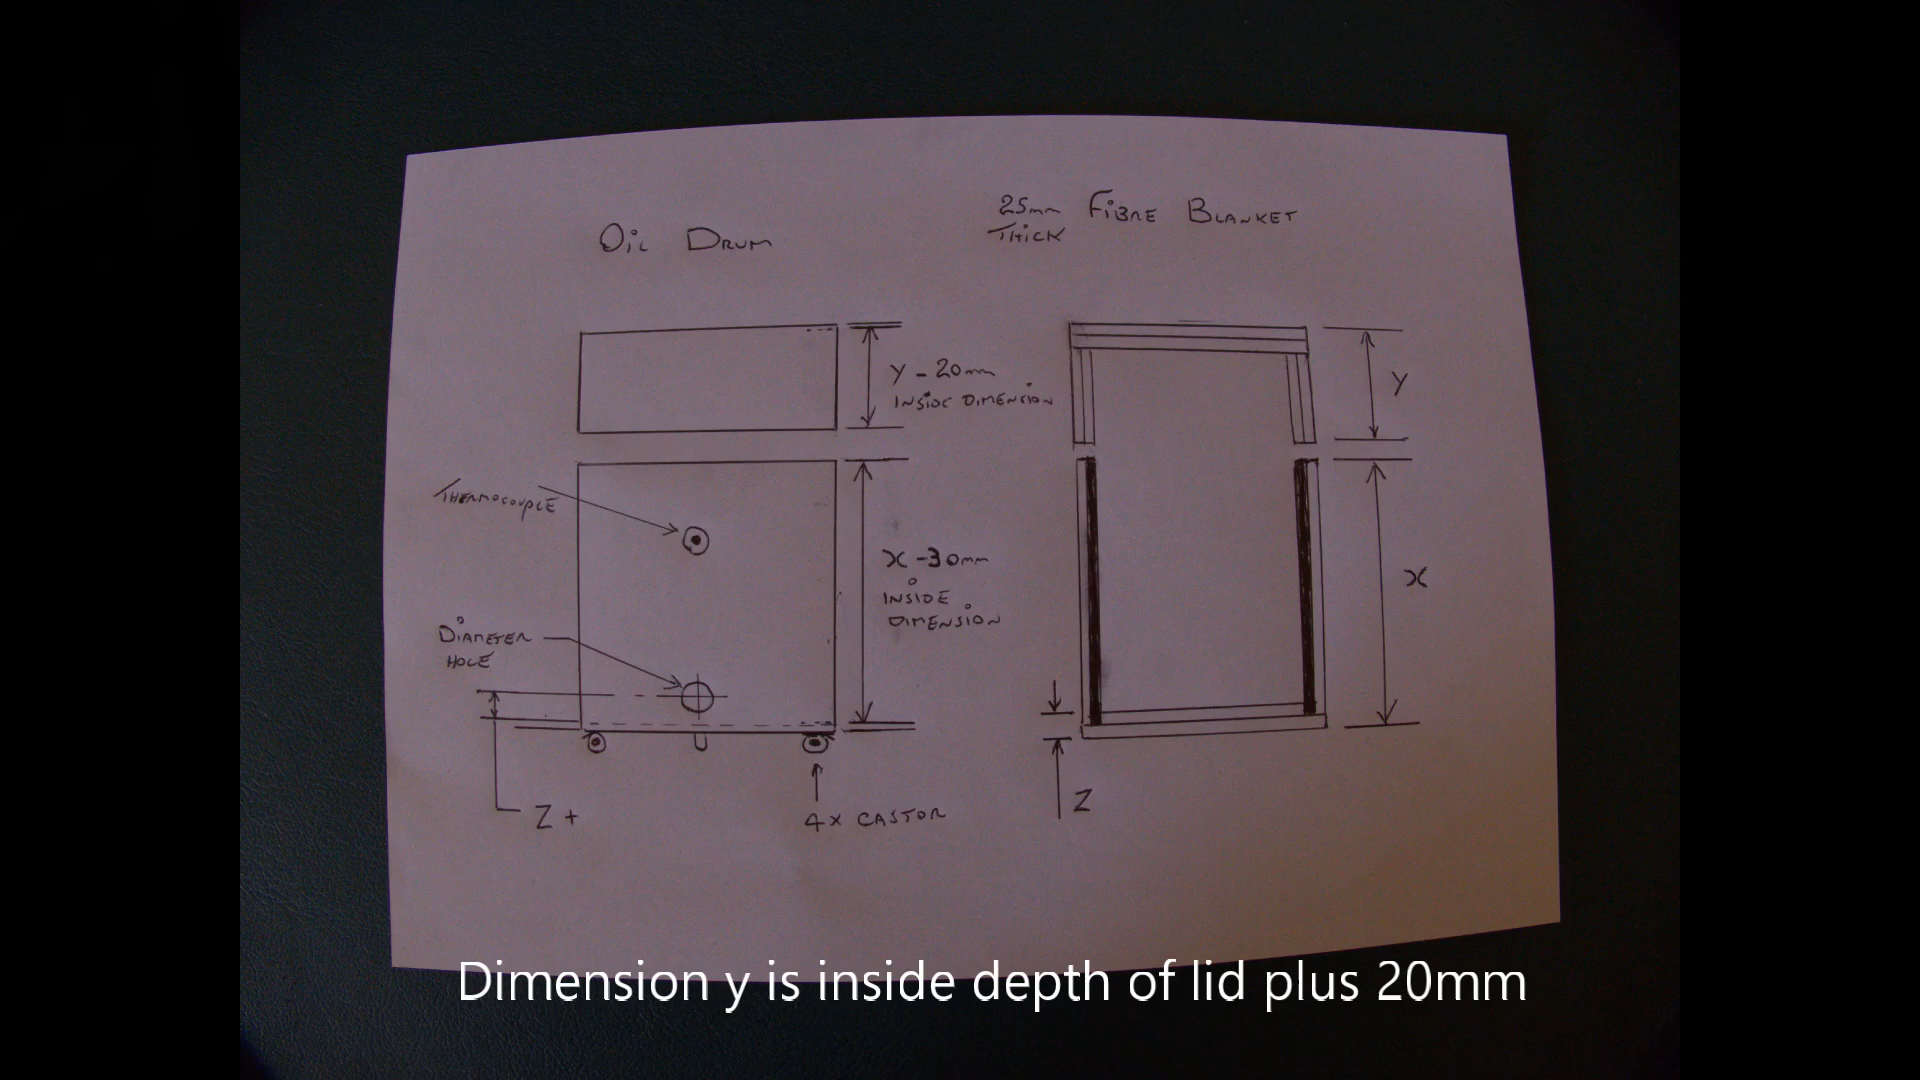 Oil Drum
25mm Fibre Blanket
Thick
Y - 20mm
Inside Dimension
Y
Thermocouple
X - 30mm
Inside
Dimension
X
Diameter
Hole
Z +
4x Castor
Z
Dimension y is inside depth of lid plus 20mm